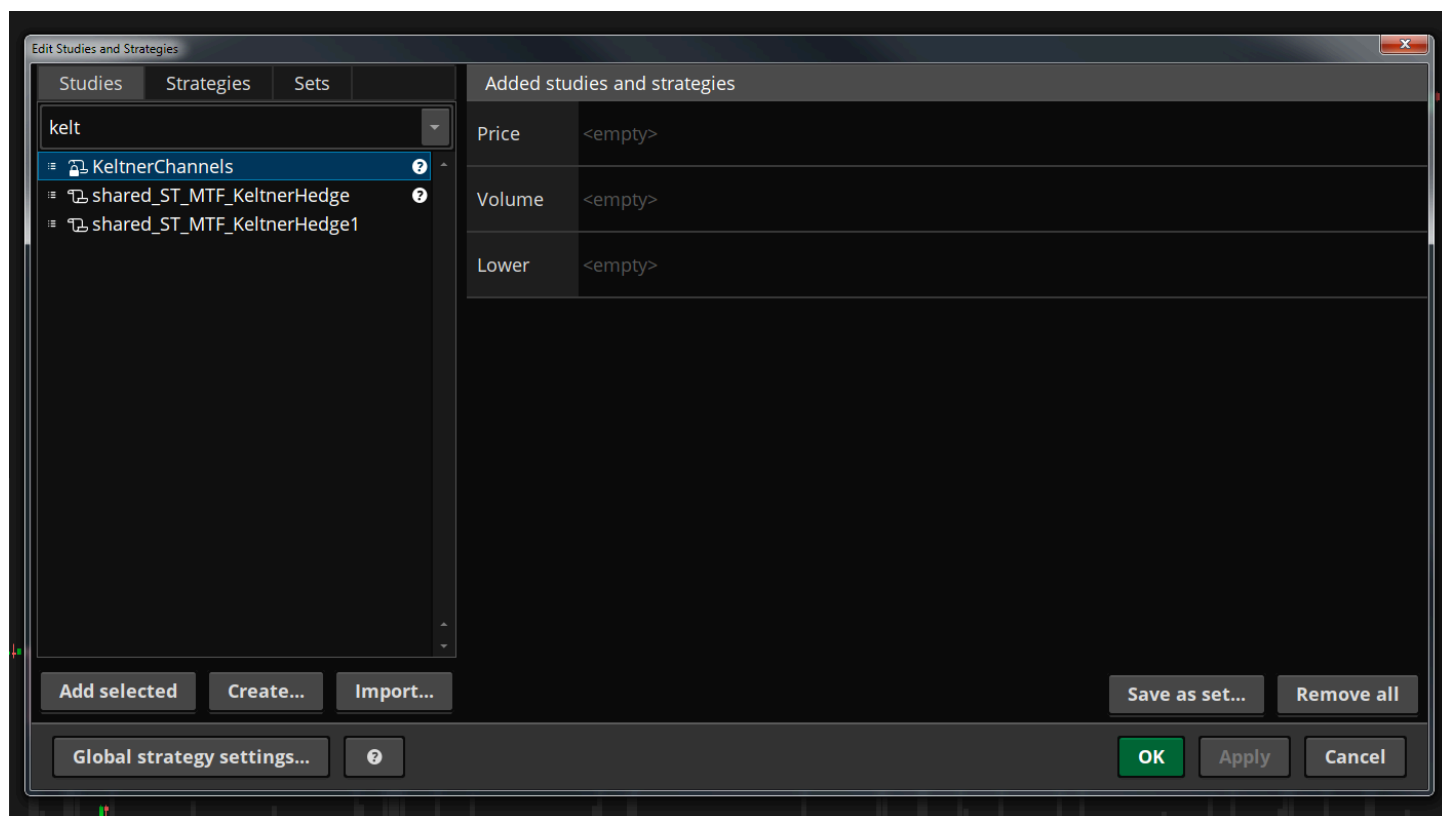 Edit Studies and Strategies
x
Studies Strategies Sets
Added studies and strategies
kelt
KeltnerChannels ?
shared_ST_MTF_KeltnerHedge ?
shared_ST_MTF_KeltnerHedge1
Price <empty>
Volume <empty>
Lower <empty>
Add selected Create... Import...
Save as set... Remove all
Global strategy settings... ?
OK Apply Cancel